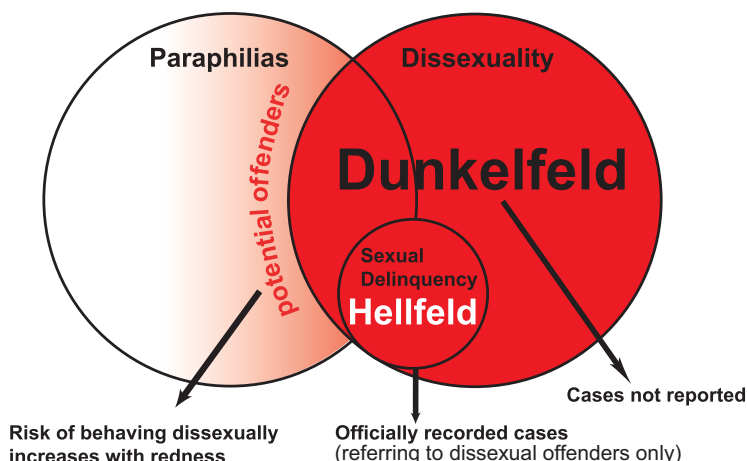 Paraphilias
Dissexuality
potential offenders
Dunkelfeld
Sexual
Delinquency
Hellfeld
Cases not reported
Risk of behaving dissexually
increases with redness
Officially recorded cases
(referring to dissexual offenders only)